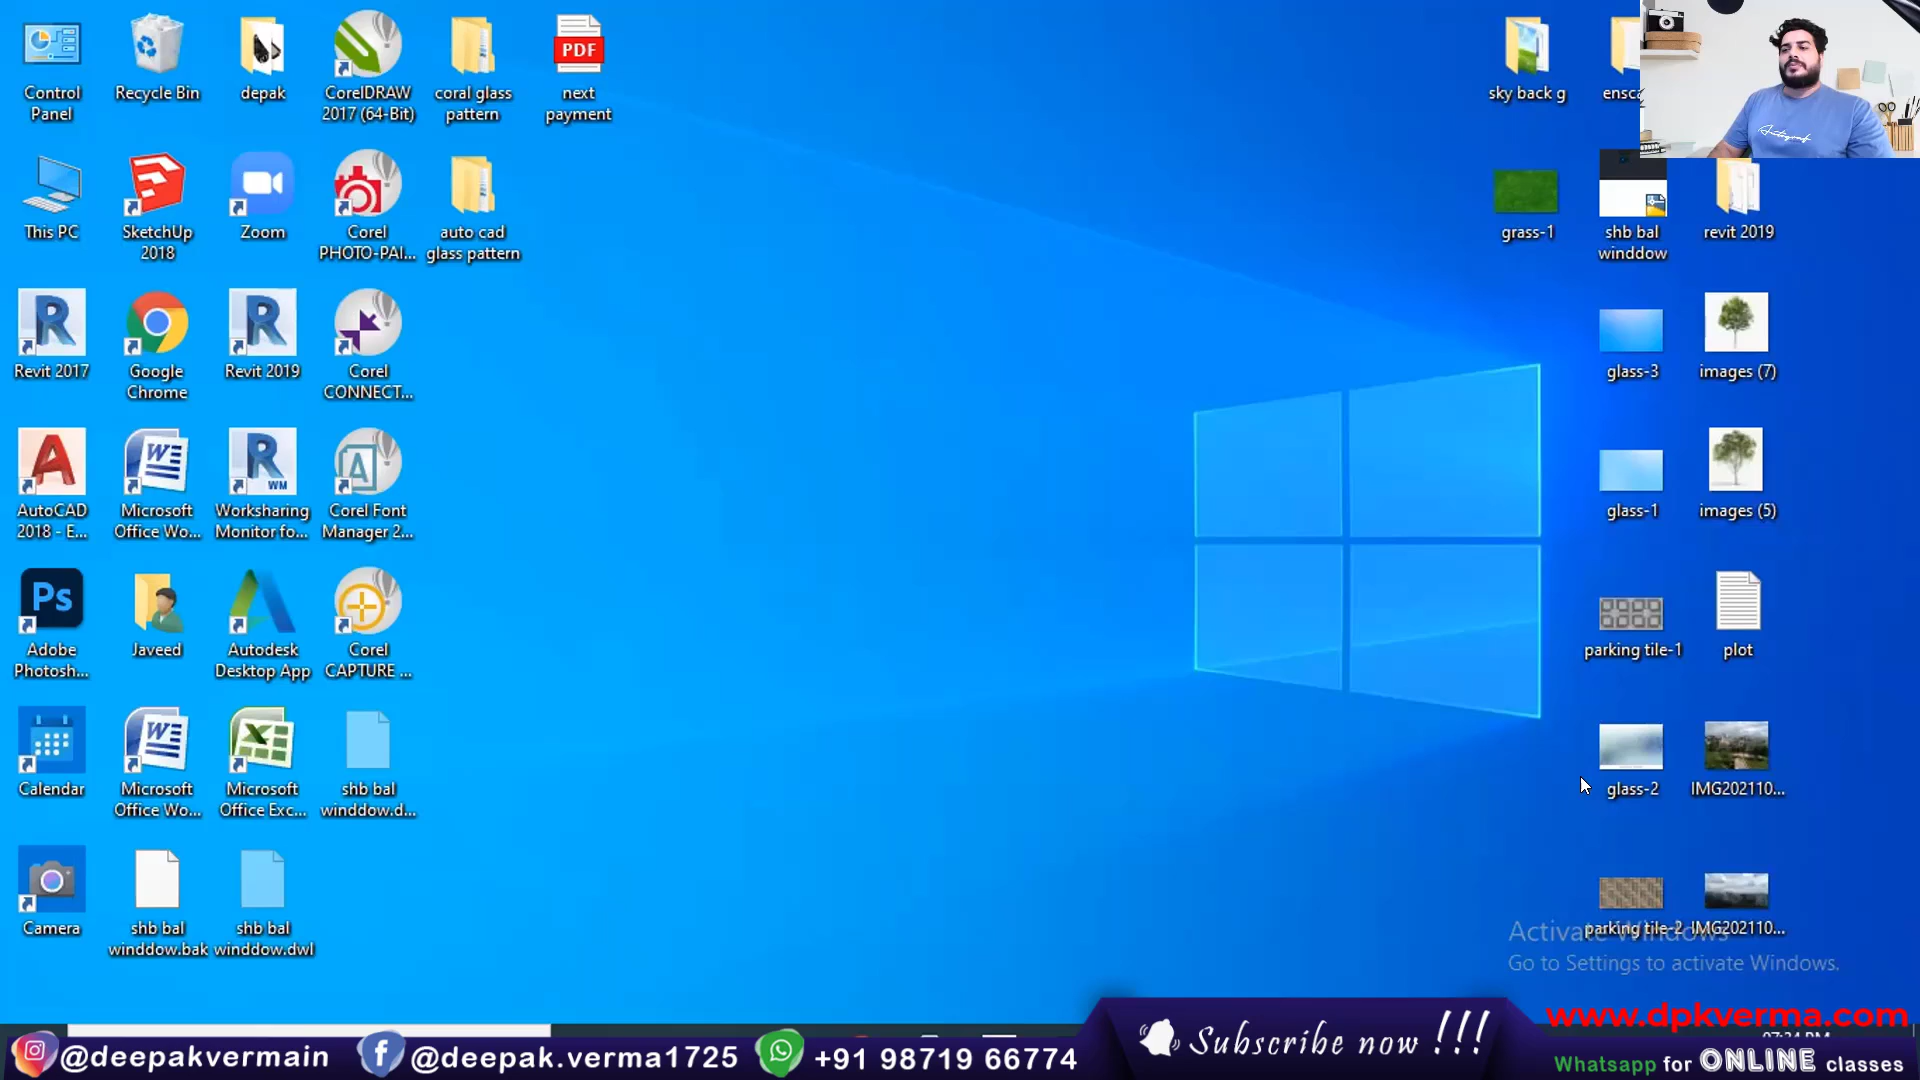 Control
Panel
Recycle Bin
depak
CorelDRAW
2017 (64-Bit)
coral glass
pattern
PDF
next
payment
sky back g
ensca
This PC
SketchUp
2018
Zoom
Corel
PHOTO-PAI...
auto cad
glass pattern
grass-1
shb bal
winddow
revit 2019
Revit 2017
Google
Chrome
Revit 2019
Corel
CONNECT...
glass-3
images (7)
AutoCAD
2018 - E...
Microsoft
Office Wo...
WM
Worksharing
Monitor fo...
Corel Font
Manager 2...
glass-1
images (5)
Ps
Adobe
Photosh...
Javeed
Autodesk
Desktop App
Corel
CAPTURE ...
parking tile-1
plot
Calendar
Microsoft
Office Wo...
Microsoft
Office Exc...
shb bal
winddow.d...
glass-2
IMG202110...
Camera
shb bal
winddow.bak
shb bal
winddow.dwl
parking tile-2
IMG202110...
Activate Windows
Go to Settings to activate Windows.
@deepakvermain
@deepak.verma1725
+91 98719 66774
Subscribe now !!!
www.dpkverma.com
Whatsapp for ONLINE classes